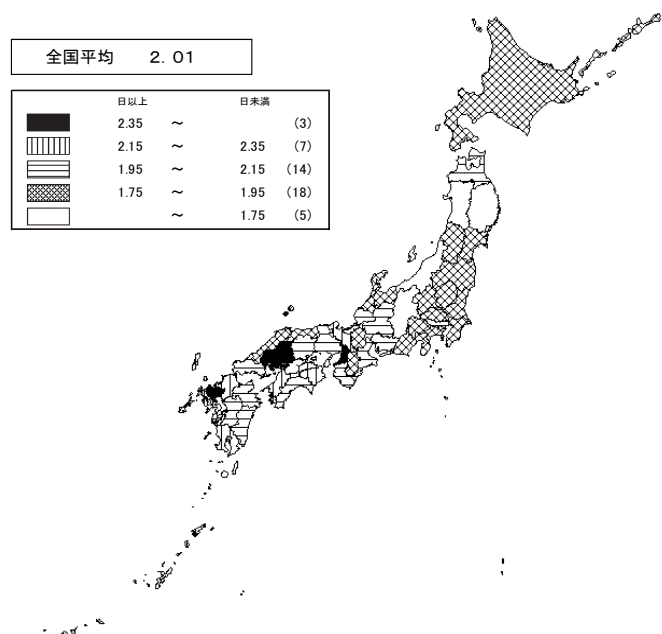 全国平均 2.01
日以上 日未満
2.35 ～ (3)
2.15 ～ 2.35 (7)
1.95 ～ 2.15 (14)
1.75 ～ 1.95 (18)
～ 1.75 (5)